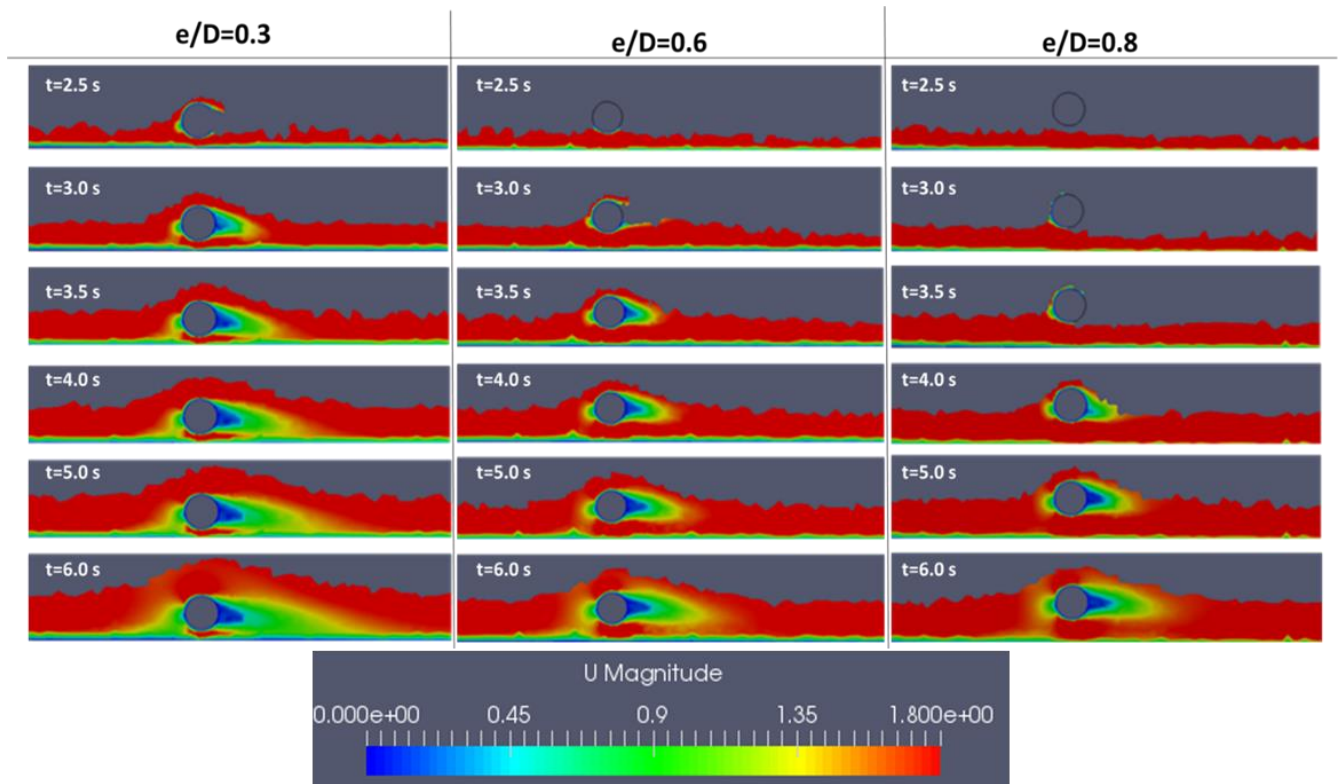 e/D=0.3 e/D=0.6 e/D=0.8
t=2.5 s t=2.5 s t=2.5 s
t=3.0 s t=3.0 s t=3.0 s
t=3.5 s t=3.5 s t=3.5 s
t=4.0 s t=4.0 s t=4.0 s
t=5.0 s t=5.0 s t=5.0 s
t=6.0 s t=6.0 s t=6.0 s
U Magnitude
0.000e+00 0.45 0.9 1.35 1.800e+00